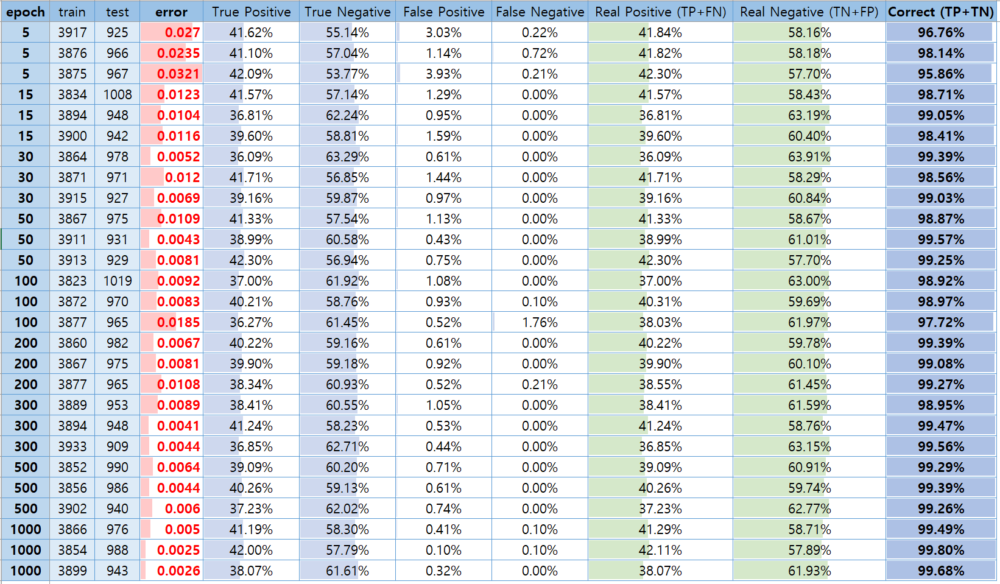 epoch train test error True Positive True Negative False Positive False Negative Real Positive (TP+FN) Real Negative (TN+FP) Correct (TP+TN)
5 3917 925 0.027 41.62% 55.14% 3.03% 0.22% 41.84% 58.16% 96.76%
5 3876 966 0.0235 41.10% 57.04% 1.14% 0.72% 41.82% 58.18% 98.14%
5 3875 967 0.0321 42.09% 53.77% 3.93% 0.21% 42.30% 57.70% 95.86%
15 3834 1008 0.0123 41.57% 57.14% 1.29% 0.00% 41.57% 58.43% 98.71%
15 3894 948 0.0104 36.81% 62.24% 0.95% 0.00% 36.81% 63.19% 99.05%
15 3900 942 0.0116 39.60% 58.81% 1.59% 0.00% 39.60% 60.40% 98.41%
30 3864 978 0.0052 36.09% 63.29% 0.61% 0.00% 36.09% 63.91% 99.39%
30 3871 971 0.012 41.71% 56.85% 1.44% 0.00% 41.71% 58.29% 98.56%
30 3915 927 0.0069 39.16% 59.87% 0.97% 0.00% 39.16% 60.84% 99.03%
50 3867 975 0.0109 41.33% 57.54% 1.13% 0.00% 41.33% 58.67% 98.87%
50 3911 931 0.0043 38.99% 60.58% 0.43% 0.00% 38.99% 61.01% 99.57%
50 3913 929 0.0081 42.30% 56.94% 0.75% 0.00% 42.30% 57.70% 99.25%
100 3823 1019 0.0092 37.00% 61.92% 1.08% 0.00% 37.00% 63.00% 98.92%
100 3872 970 0.0083 40.21% 58.76% 0.93% 0.10% 40.31% 59.69% 98.97%
100 3877 965 0.0185 36.27% 61.45% 0.52% 1.76% 38.03% 61.97% 97.72%
200 3860 982 0.0067 40.22% 59.16% 0.61% 0.00% 40.22% 59.78% 99.39%
200 3867 975 0.0081 39.90% 59.18% 0.92% 0.00% 39.90% 60.10% 99.08%
200 3877 965 0.0108 38.34% 60.93% 0.52% 0.21% 38.55% 61.45% 99.27%
300 3889 953 0.0089 38.41% 60.55% 1.05% 0.00% 38.41% 61.59% 98.95%
300 3894 948 0.0041 41.24% 58.23% 0.53% 0.00% 41.24% 58.76% 99.47%
300 3933 909 0.0044 36.85% 62.71% 0.44% 0.00% 36.85% 63.15% 99.56%
500 3852 990 0.0064 39.09% 60.20% 0.71% 0.00% 39.09% 60.91% 99.29%
500 3856 986 0.0044 40.26% 59.13% 0.61% 0.00% 40.26% 59.74% 99.39%
500 3902 940 0.006 37.23% 62.02% 0.74% 0.00% 37.23% 62.77% 99.26%
1000 3866 976 0.005 41.19% 58.30% 0.41% 0.10% 41.29% 58.71% 99.49%
1000 3854 988 0.0025 42.00% 57.79% 0.10% 0.10% 42.11% 57.89% 99.80%
1000 3899 943 0.0026 38.07% 61.61% 0.32% 0.00% 38.07% 61.93% 99.68%